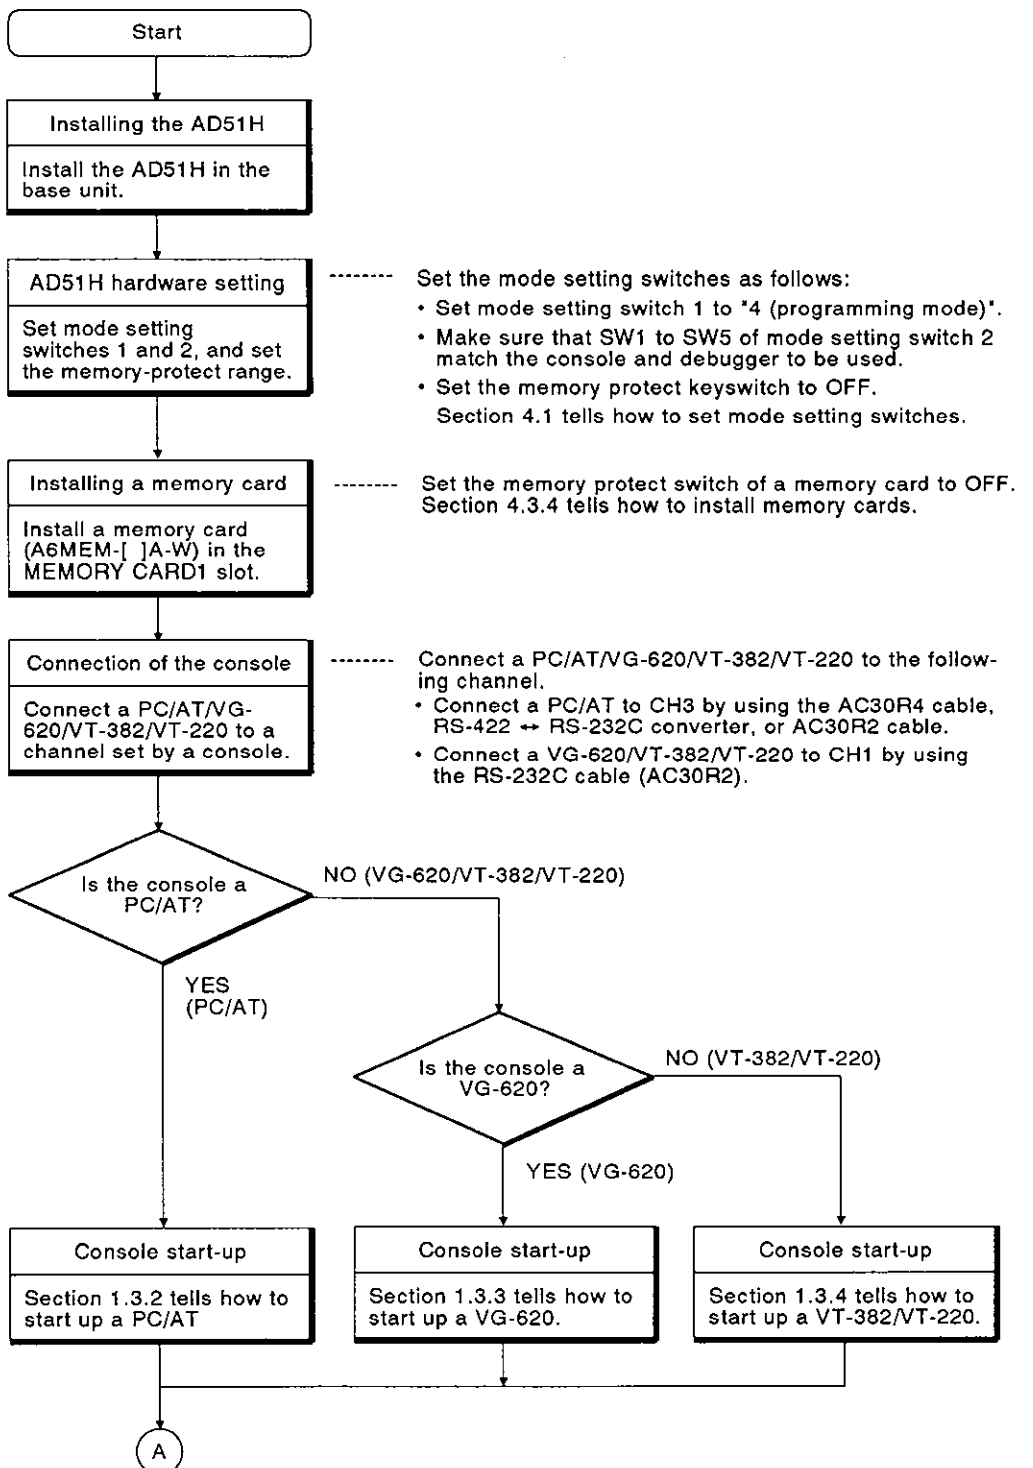 Start
Installing the AD51H
Install the AD51H in the
base unit.
AD51H hardware setting
Set mode setting
switches 1 and 2, and set
the memory-protect range.
-------
Set the mode setting switches as follows:
• Set mode setting switch 1 to "4 (programming mode)".
• Make sure that SW1 to SW5 of mode setting switch 2
match the console and debugger to be used.
• Set the memory protect keyswitch to OFF.
Section 4.1 tells how to set mode setting switches.
Installing a memory card
Install a memory card
(A6MEM-[ ]A-W) in the
MEMORY CARD1 slot.
-------
Set the memory protect switch of a memory card to OFF.
Section 4.3.4 tells how to install memory cards.
Connection of the console
Connect a PC/AT/VG-
620/VT-382/VT-220 to a
channel set by a console.
-------
Connect a PC/AT/VG-620/VT-382/VT-220 to the follow-
ing channel.
• Connect a PC/AT to CH3 by using the AC30R4 cable,
RS-422 ↔ RS-232C converter, or AC30R2 cable.
• Connect a VG-620/VT-382/VT-220 to CH1 by using
the RS-232C cable (AC30R2).
Is the console a
PC/AT?
NO (VG-620/VT-382/VT-220)
YES
(PC/AT)
Is the console a
VG-620?
NO (VT-382/VT-220)
YES (VG-620)
Console start-up
Section 1.3.2 tells how to
start up a PC/AT
Console start-up
Section 1.3.3 tells how to
start up a VG-620.
Console start-up
Section 1.3.4 tells how to
start up a VT-382/VT-220.
A